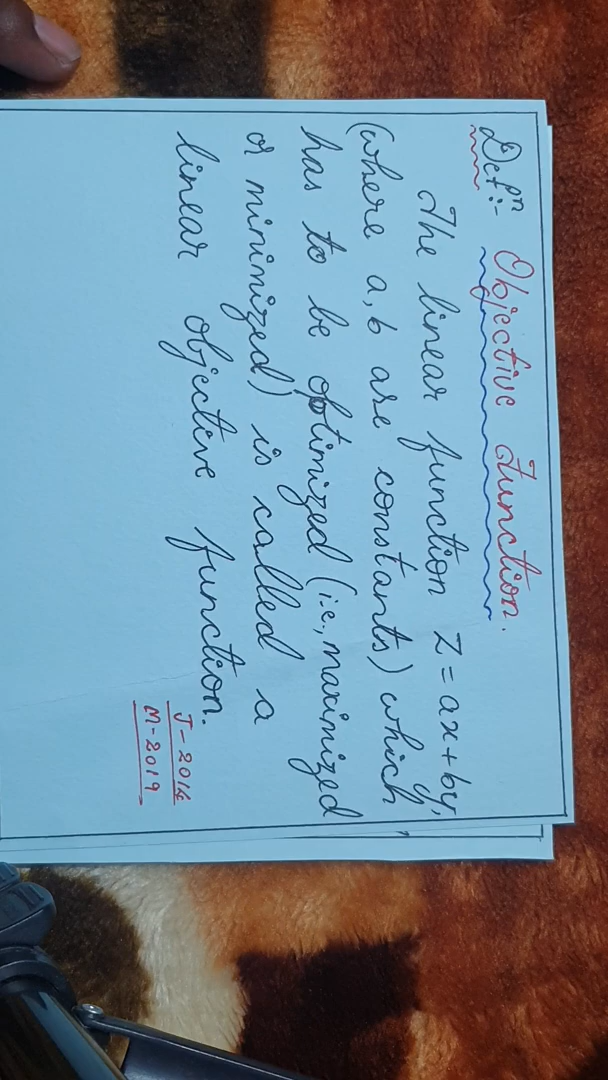 Defⁿ:- Objective Function.
The linear function Z = ax + by,
(where a, b are constants) which,
has to be optimized (i.e., maximized
or minimized) is called a
linear objective function.
J-2014
M-2019